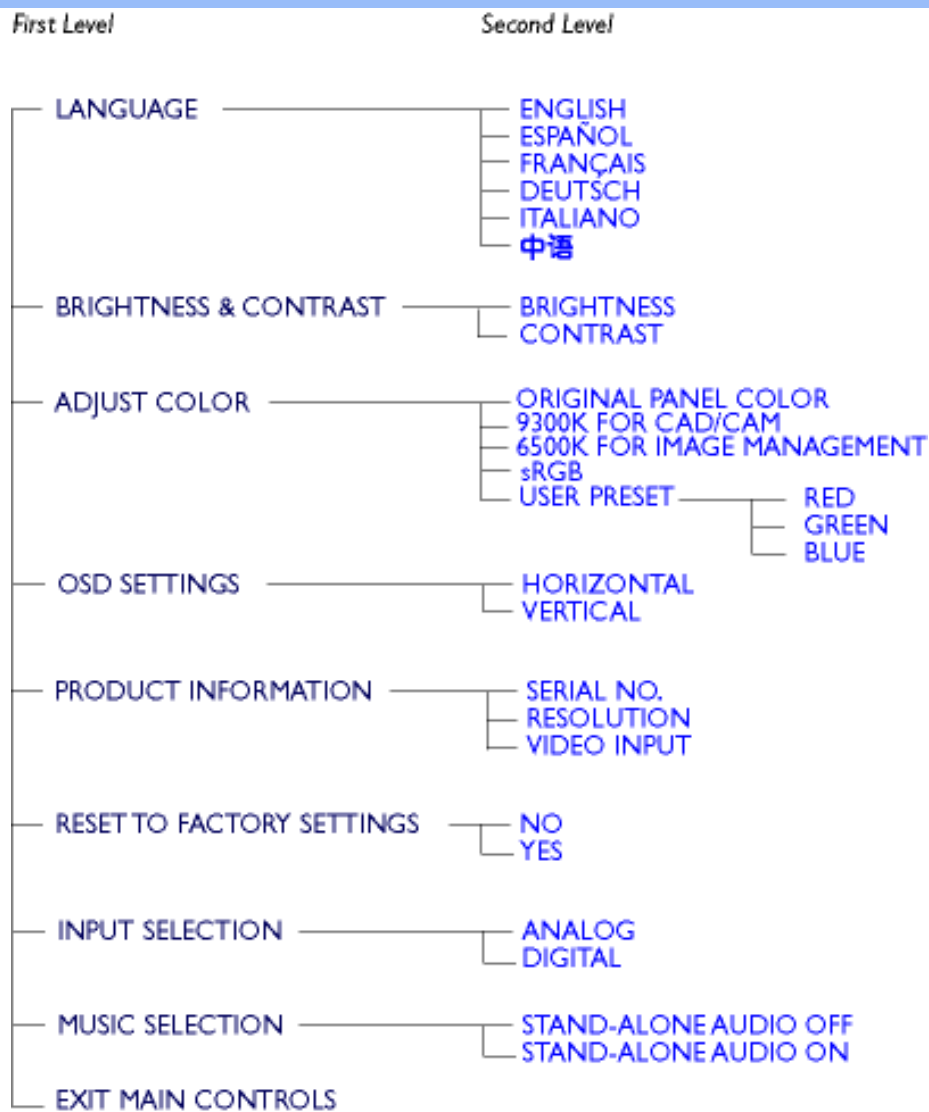 First Level Second Level
LANGUAGE ENGLISH
ESPAÑOL
FRANÇAIS
DEUTSCH
ITALIANO
中语
BRIGHTNESS & CONTRAST BRIGHTNESS
CONTRAST
ADJUST COLOR ORIGINAL PANEL COLOR
9300K FOR CAD/CAM
6500K FOR IMAGE MANAGEMENT
sRGB
USER PRESET RED
GREEN
BLUE
OSD SETTINGS HORIZONTAL
VERTICAL
PRODUCT INFORMATION SERIAL NO.
RESOLUTION
VIDEO INPUT
RESET TO FACTORY SETTINGS NO
YES
INPUT SELECTION ANALOG
DIGITAL
MUSIC SELECTION STAND-ALONE AUDIO OFF
STAND-ALONE AUDIO ON
EXIT MAIN CONTROLS